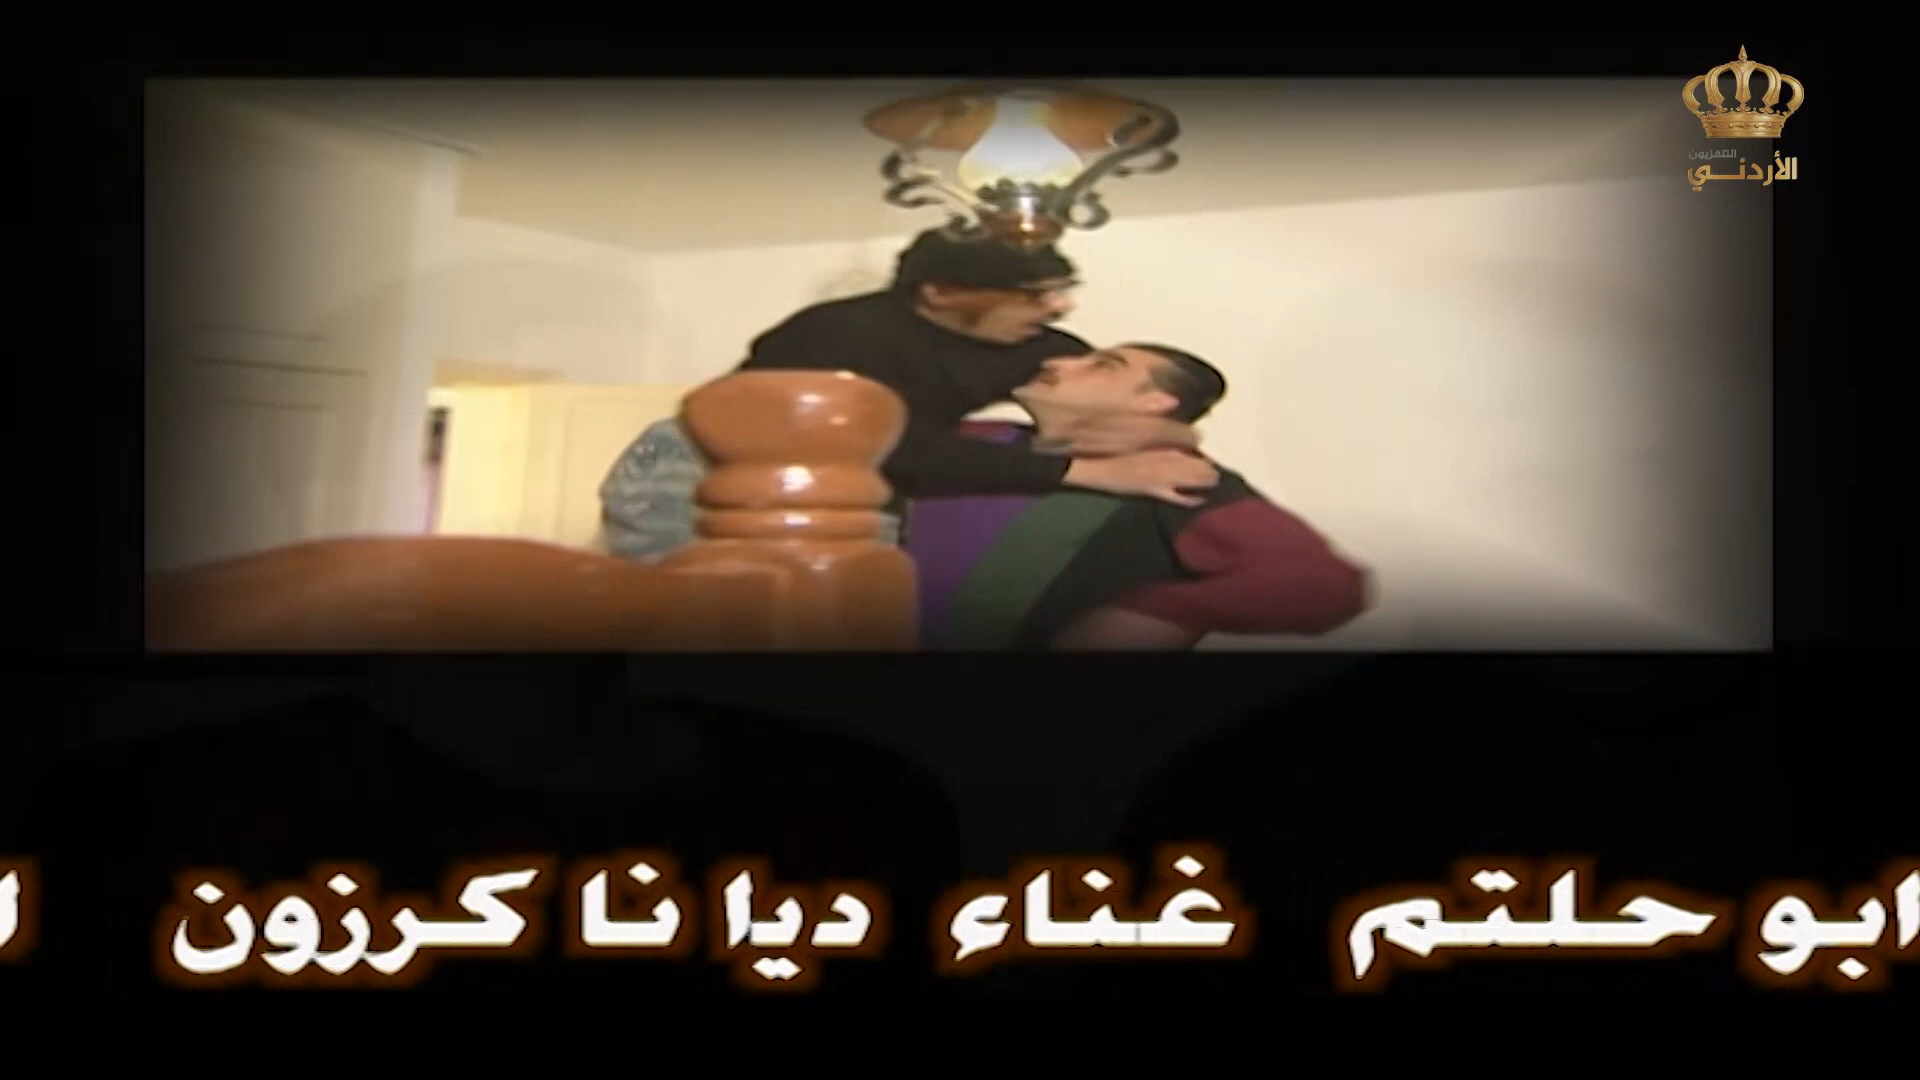 التلفزيون
الأردني
ابو حلتم غناء ديانا كرزون